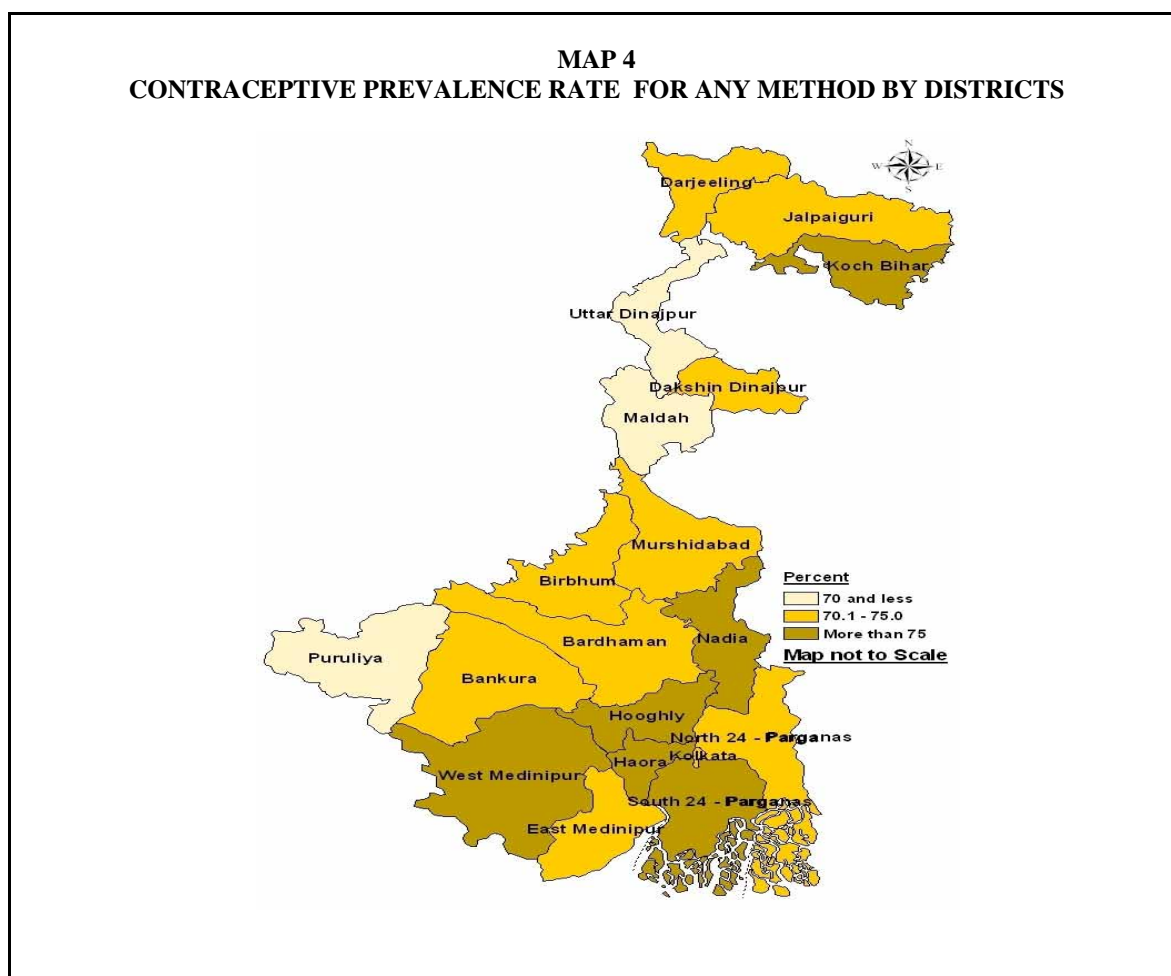 MAP 4
CONTRACEPTIVE PREVALENCE RATE FOR ANY METHOD BY DISTRICTS
N
W E
S
Darjeeling
Jalpaiguri
Koch Bihar
Uttar Dinajpur
Dakshin Dinajpur
Maldah
Murshidabad
Birbhum
Percent
70 and less
70.1 - 75.0
More than 75
Map not to Scale
Bardhaman
Nadia
Puruliya
Bankura
Hooghly
North 24 - Parganas
Kolkata
Haora
West Medinipur
South 24 - Parganas
East Medinipur